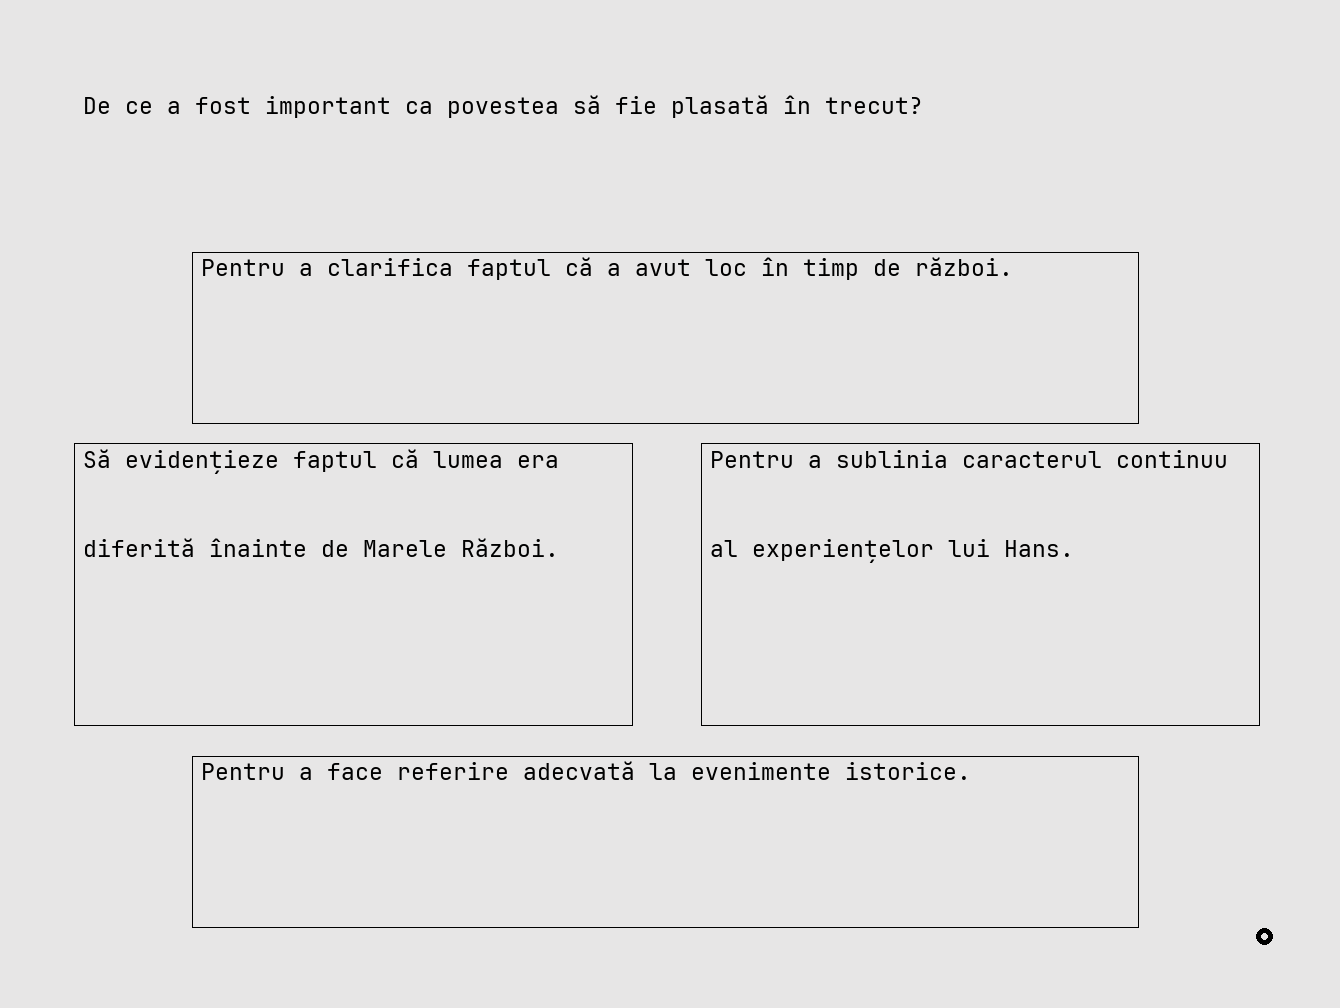 De ce a fost important ca povestea să fie plasată în trecut?
Pentru a clarifica faptul că a avut loc în timp de război.
Să evidențieze faptul că lumea era
diferită înainte de Marele Război.
Pentru a sublinia caracterul continuu
al experiențelor lui Hans.
Pentru a face referire adecvată la evenimente istorice.